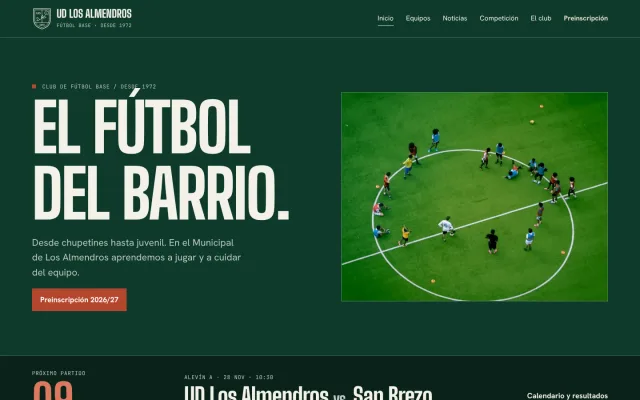 UD LOS ALMENDROS
FÚTBOL BASE · DESDE 1972
Inicio Equipos Noticias Competición El club Preinscripción
CLUB DE FÚTBOL BASE / DESDE 1972
EL FÚTBOL
DEL BARRIO.
Desde chupetines hasta juvenil. En el Municipal
de Los Almendros aprendemos a jugar y a cuidar
del equipo.
Preinscripción 2026/27
PRÓXIMO PARTIDO
ALEVÍN A · 28 NOV · 10:30
UD Los Almendros vs. San Brezo
Calendario y resultados